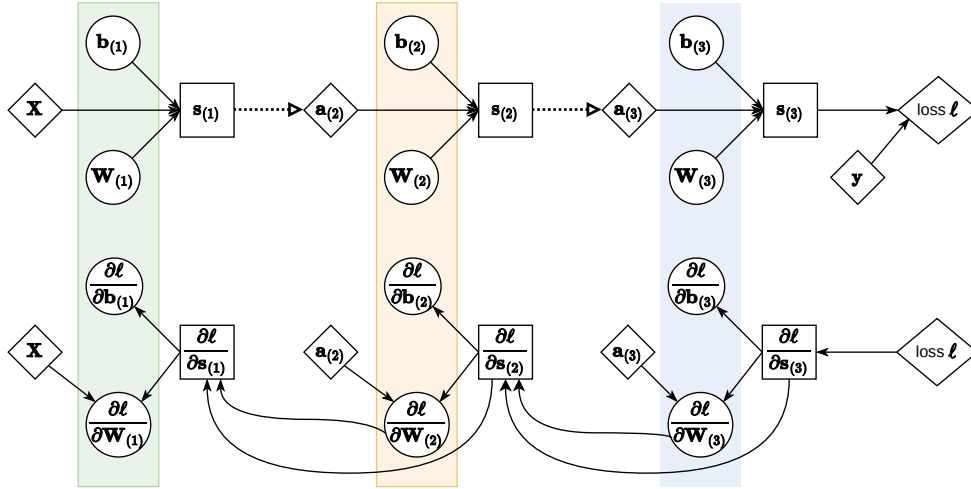 b(1) b(2) b(3)
X s(1) a(2) s(2) a(3) s(3) loss ℓ
W(1) W(2) W(3) y
∂ℓ/∂b(1) ∂ℓ/∂b(2) ∂ℓ/∂b(3)
X ∂ℓ/∂s(1) a(2) ∂ℓ/∂s(2) a(3) ∂ℓ/∂s(3) loss ℓ
∂ℓ/∂W(1) ∂ℓ/∂W(2) ∂ℓ/∂W(3)